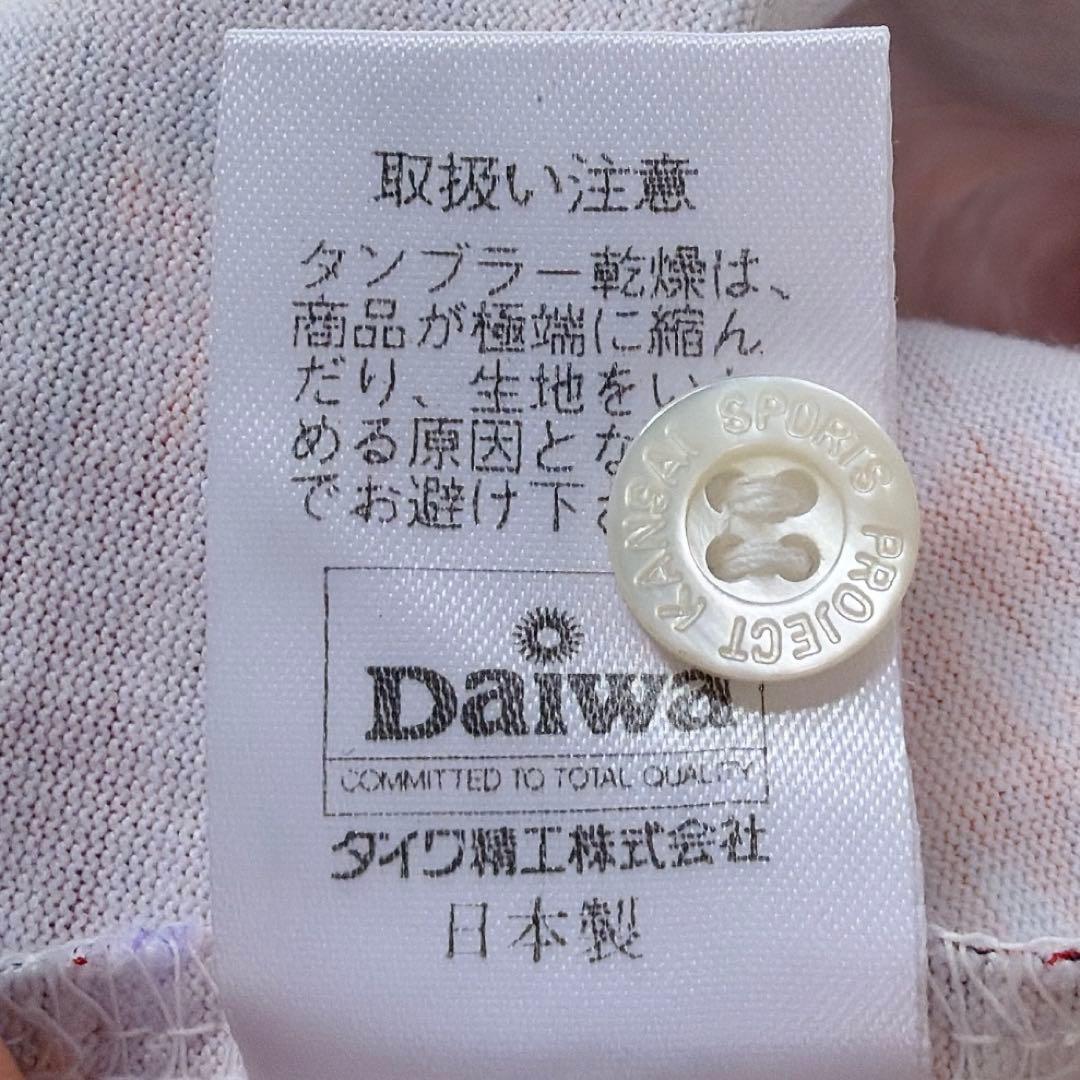 取扱い注意
タンブラー乾燥は、
商品が極端に縮ん
だり、生地をい
める原因とな
でお避け下さ
KANSAI SPORTS PROJECT
Daiwa
COMMITTED TO TOTAL QUALITY
ダイワ精工株式会社
日本製